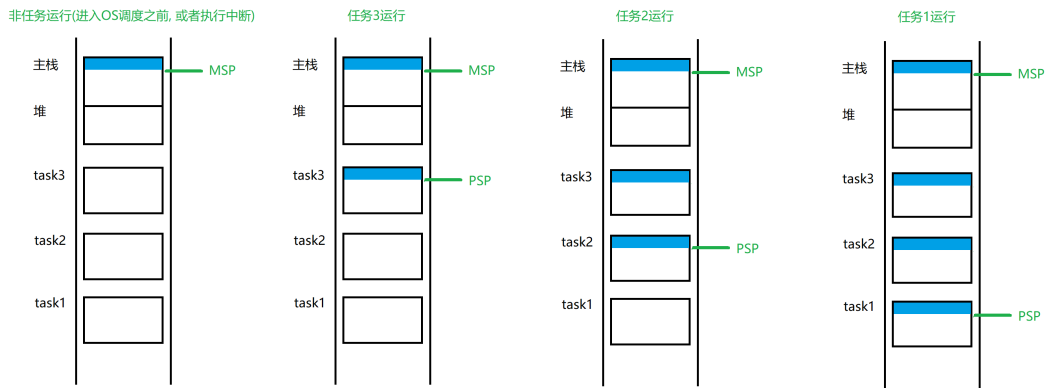 非任务运行(进入OS调度之前, 或者执行中断)
主栈
MSP
堆
task3
task2
task1
任务3运行
主栈
MSP
堆
task3
PSP
task2
task1
任务2运行
主栈
MSP
堆
task3
task2
PSP
task1
任务1运行
主栈
MSP
堆
task3
task2
task1
PSP